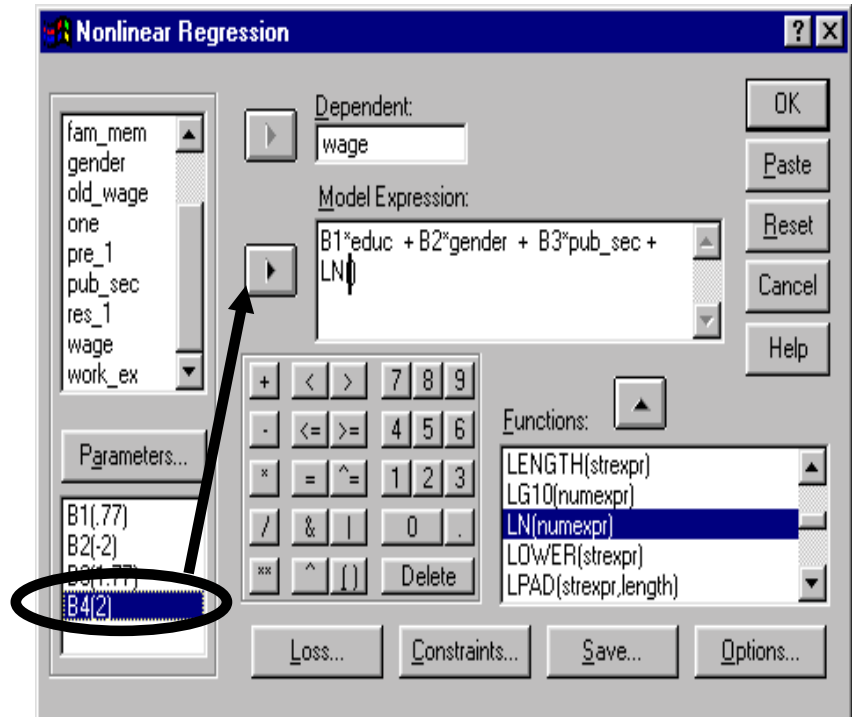 Nonlinear Regression
Dependent:
wage
Model Expression:
B1*educ + B2*gender + B3*pub_sec +
LN()
fam_mem
gender
old_wage
one
pre_1
pub_sec
res_1
wage
work_ex
Parameters...
B1(.77)
B2(-2)
B3(1.77)
B4(2)
+ < > 7 8 9
- <= >= 4 5 6
* = ^= 1 2 3
/ & | 0 .
** ^ () Delete
Functions:
LENGTH(strexpr)
LG10(numexpr)
LN(numexpr)
LOWER(strexpr)
LPAD(strexpr,length)
OK
Paste
Reset
Cancel
Help
Loss...
Constraints...
Save...
Options...